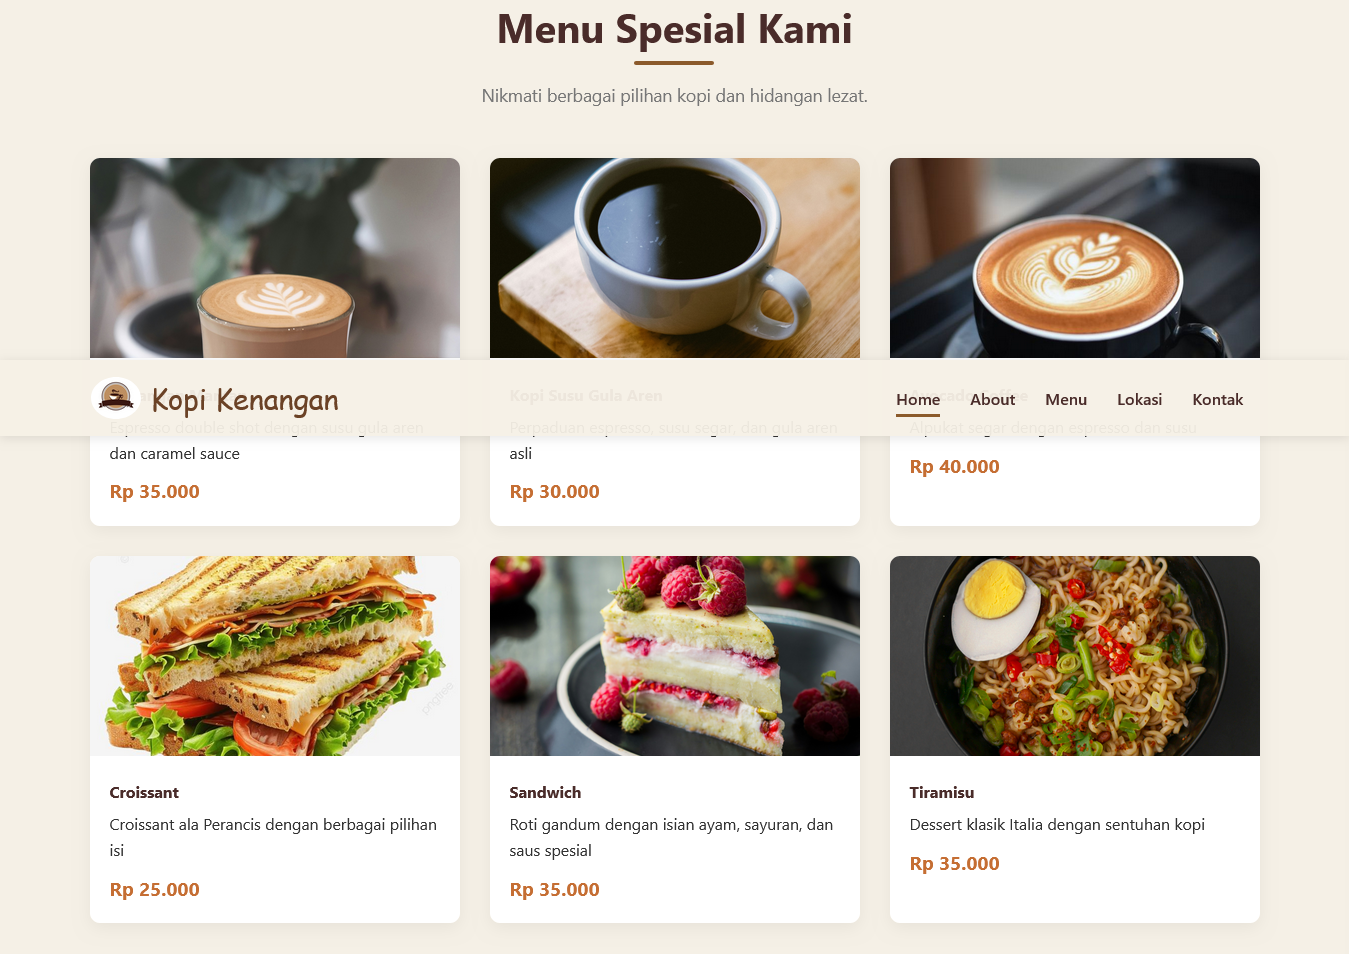 Menu Spesial Kami
Nikmati berbagai pilihan kopi dan hidangan lezat.
Kopi Kenangan
Home About Menu Lokasi Kontak
Kopi Susu Gula Aren
Espresso double shot dengan susu gula aren
dan caramel sauce
Rp 35.000
Perpaduan espresso, susu segar, dan gula aren
asli
Rp 30.000
Alpukat segar dengan espresso dan susu
Rp 40.000
Croissant
Croissant ala Perancis dengan berbagai pilihan
isi
Rp 25.000
Sandwich
Roti gandum dengan isian ayam, sayuran, dan
saus spesial
Rp 35.000
Tiramisu
Dessert klasik Italia dengan sentuhan kopi
Rp 35.000